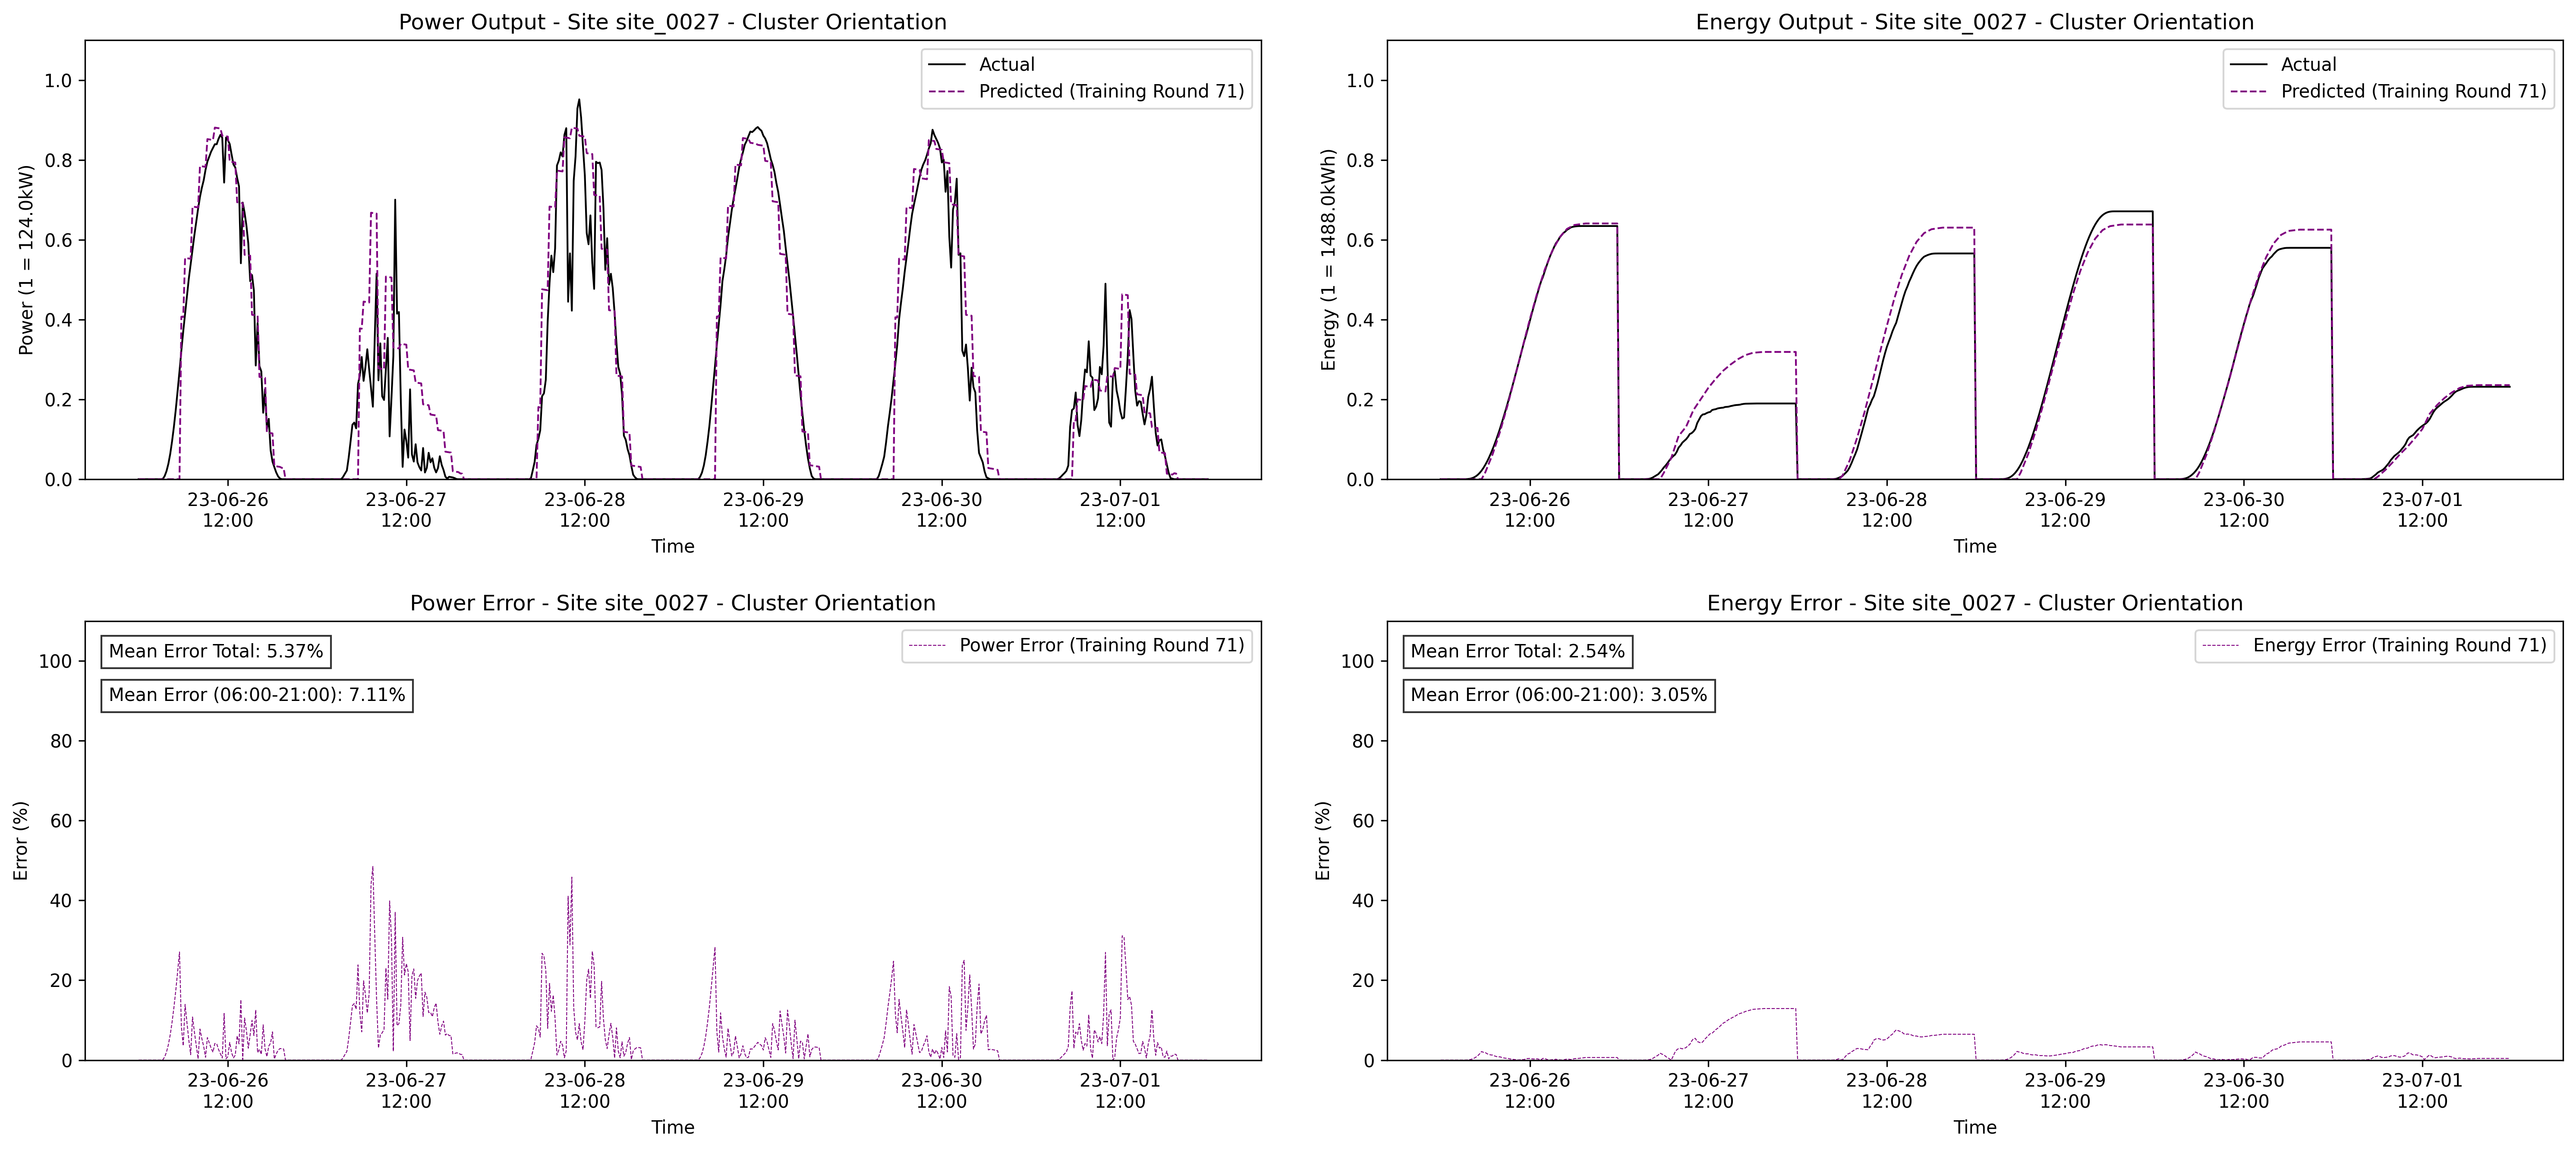 Power Output - Site site_0027 - Cluster Orientation
Power (1 = 124.0kW)
1.0
0.8
0.6
0.4
0.2
0.0
Actual
Predicted (Training Round 71)
23-06-26 23-06-27 23-06-28 23-06-29 23-06-30 23-07-01
12:00 12:00 12:00 12:00 12:00 12:00
Time
Energy Output - Site site_0027 - Cluster Orientation
Energy (1 = 1488.0kWh)
1.0
0.8
0.6
0.4
0.2
0.0
Actual
Predicted (Training Round 71)
23-06-26 23-06-27 23-06-28 23-06-29 23-06-30 23-07-01
12:00 12:00 12:00 12:00 12:00 12:00
Time
Power Error - Site site_0027 - Cluster Orientation
Error (%)
100
80
60
40
20
0
Mean Error Total: 5.37%
Mean Error (06:00-21:00): 7.11%
Power Error (Training Round 71)
23-06-26 23-06-27 23-06-28 23-06-29 23-06-30 23-07-01
12:00 12:00 12:00 12:00 12:00 12:00
Time
Energy Error - Site site_0027 - Cluster Orientation
Error (%)
100
80
60
40
20
0
Mean Error Total: 2.54%
Mean Error (06:00-21:00): 3.05%
Energy Error (Training Round 71)
23-06-26 23-06-27 23-06-28 23-06-29 23-06-30 23-07-01
12:00 12:00 12:00 12:00 12:00 12:00
Time